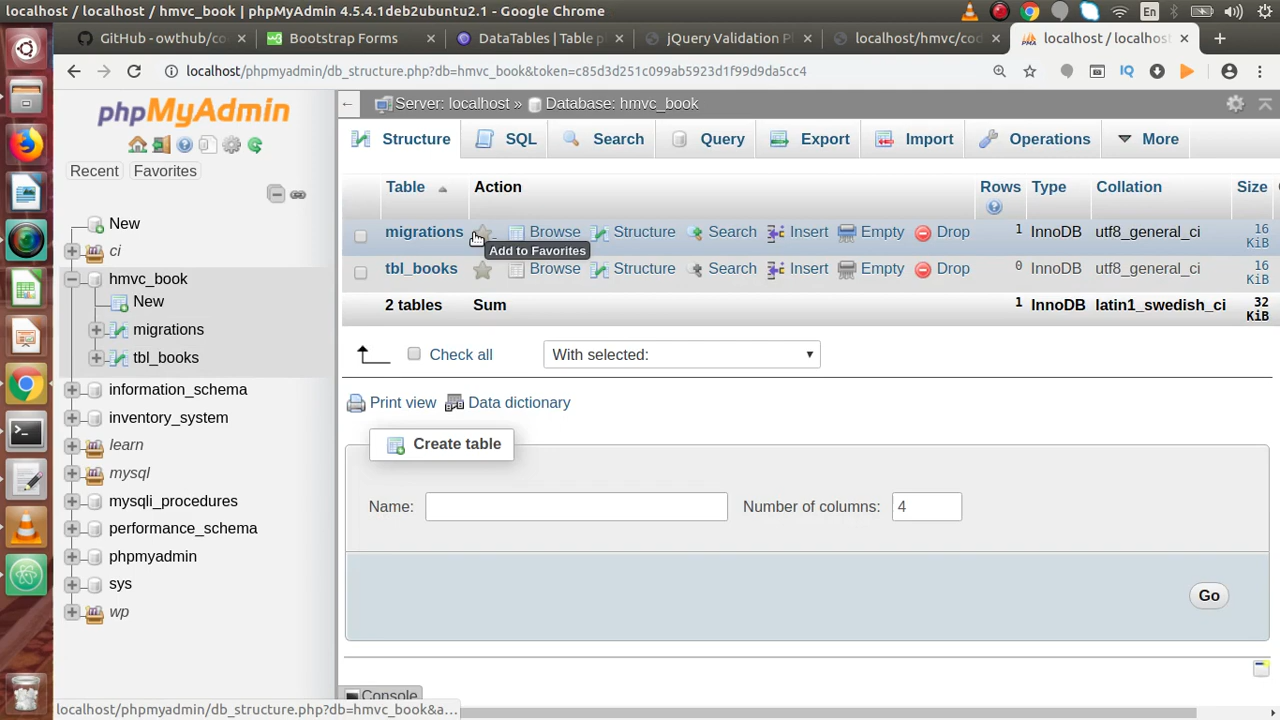 localhost / localhost / hmvc_book | phpMyAdmin 4.5.4.1deb2ubuntu2.1 - Google Chrome
En
GitHub - owthub/co
Bootstrap Forms
DataTables | Table p
jQuery Validation P
localhost/hmvc/cod
localhost / localhost
localhost/phpmyadmin/db_structure.php?db=hmvc_book&token=c85d3d251c099ab5923d1f99d9da5cc4
IQ
phpMyAdmin
Recent
Favorites
New
ci
hmvc_book
New
migrations
tbl_books
information_schema
inventory_system
learn
mysql
mysqli_procedures
performance_schema
phpmyadmin
sys
wp
Server: localhost » Database: hmvc_book
Structure SQL Search Query Export Import Operations More
Table Action Rows Type Collation Size
migrations Browse Structure Search Insert Empty Drop 1 InnoDB utf8_general_ci 16 KiB
Add to Favorites
tbl_books Browse Structure Search Insert Empty Drop 0 InnoDB utf8_general_ci 16 KiB
2 tables Sum 1 InnoDB latin1_swedish_ci 32 KiB
Check all With selected:
Print view Data dictionary
Create table
Name: Number of columns: 4
Go
Console
localhost/phpmyadmin/db_structure.php?db=hmvc_book&a...